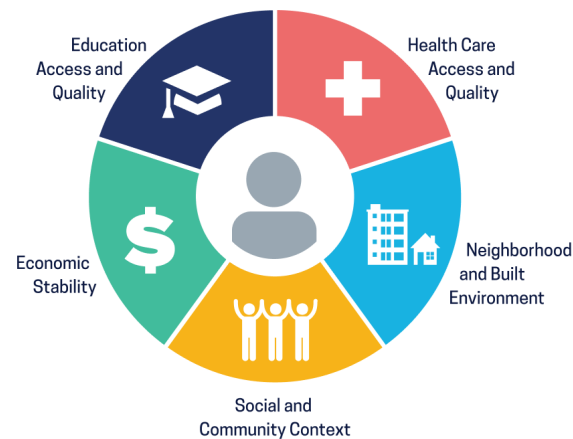 Education
Access and
Quality
Health Care
Access and
Quality
Economic
Stability
Neighborhood
and Built
Environment
Social and
Community Context